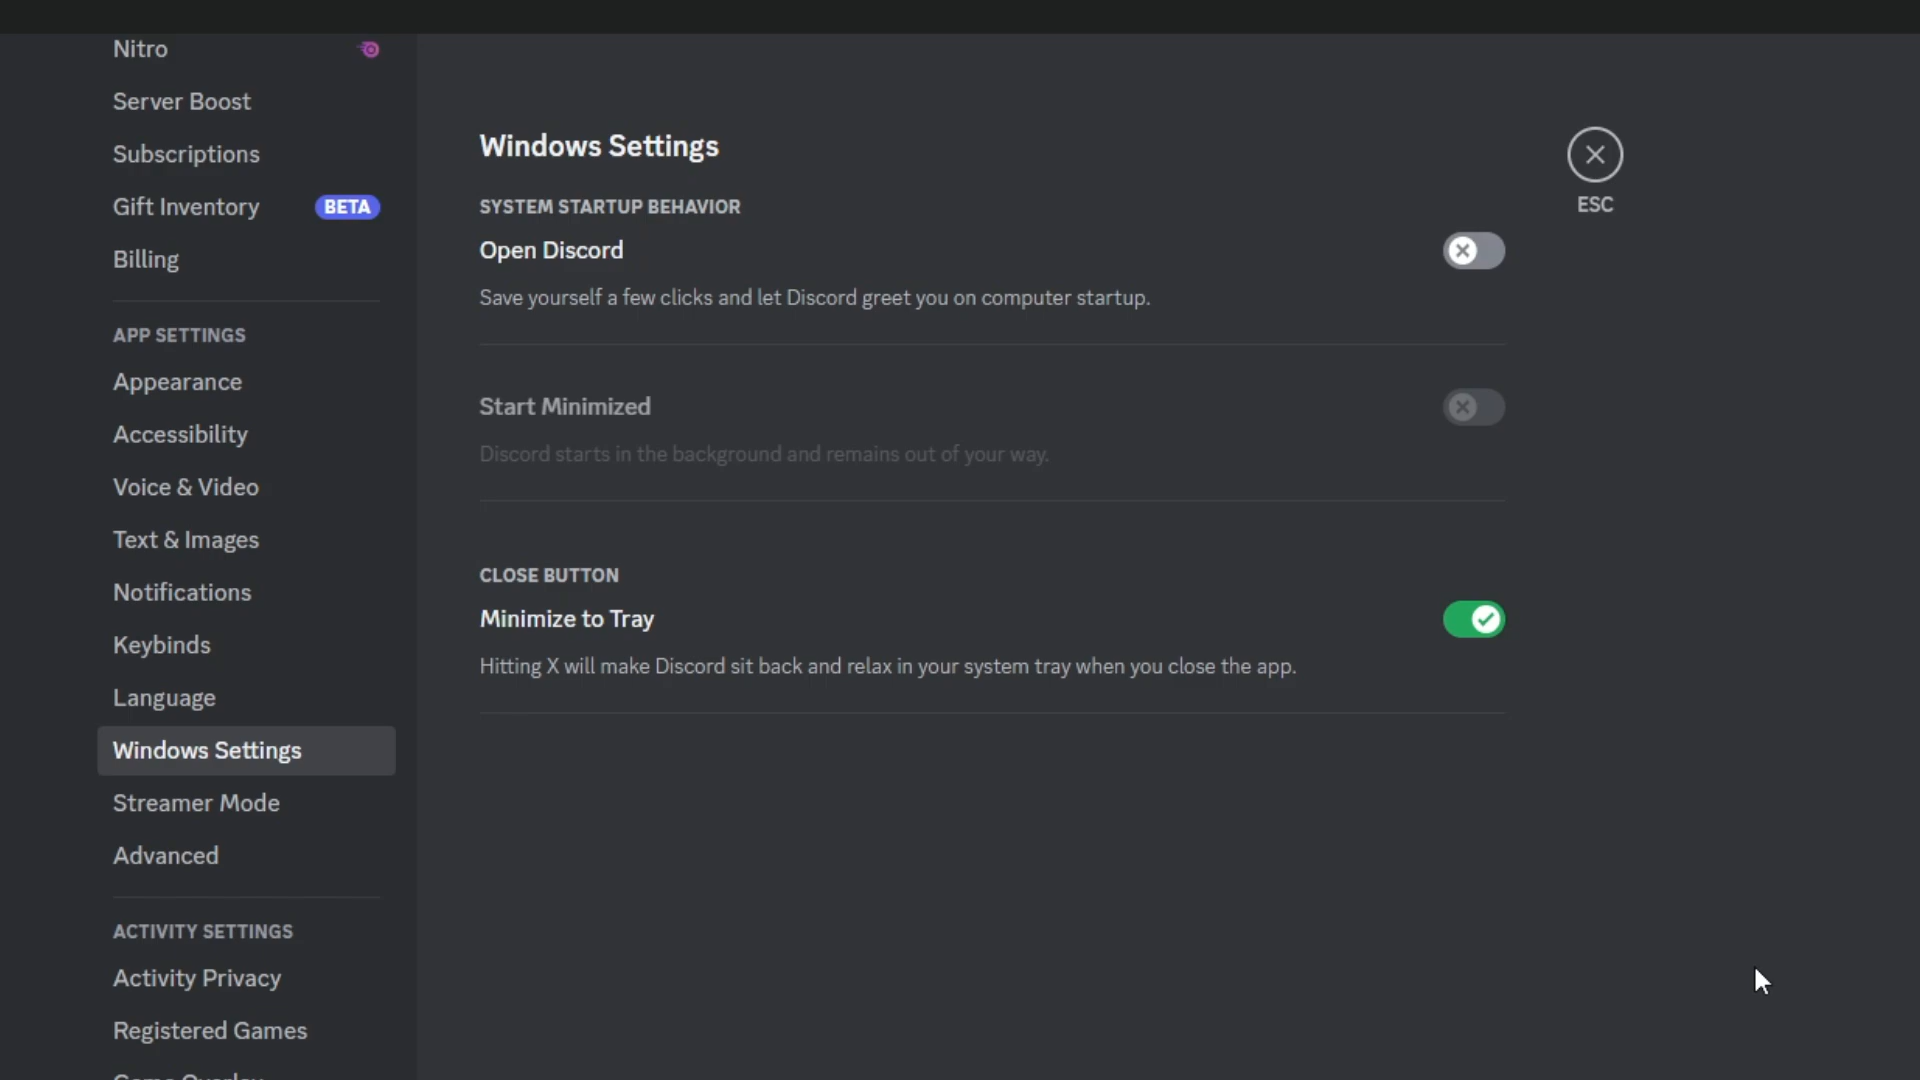 Nitro
Server Boost
Subscriptions
Gift Inventory BETA
Billing
APP SETTINGS
Appearance
Accessibility
Voice & Video
Text & Images
Notifications
Keybinds
Language
Windows Settings
Streamer Mode
Advanced
ACTIVITY SETTINGS
Activity Privacy
Registered Games
Game Overlay
Windows Settings
SYSTEM STARTUP BEHAVIOR
Open Discord
Save yourself a few clicks and let Discord greet you on computer startup.
Start Minimized
Discord starts in the background and remains out of your way.
CLOSE BUTTON
Minimize to Tray
Hitting X will make Discord sit back and relax in your system tray when you close the app.
ESC